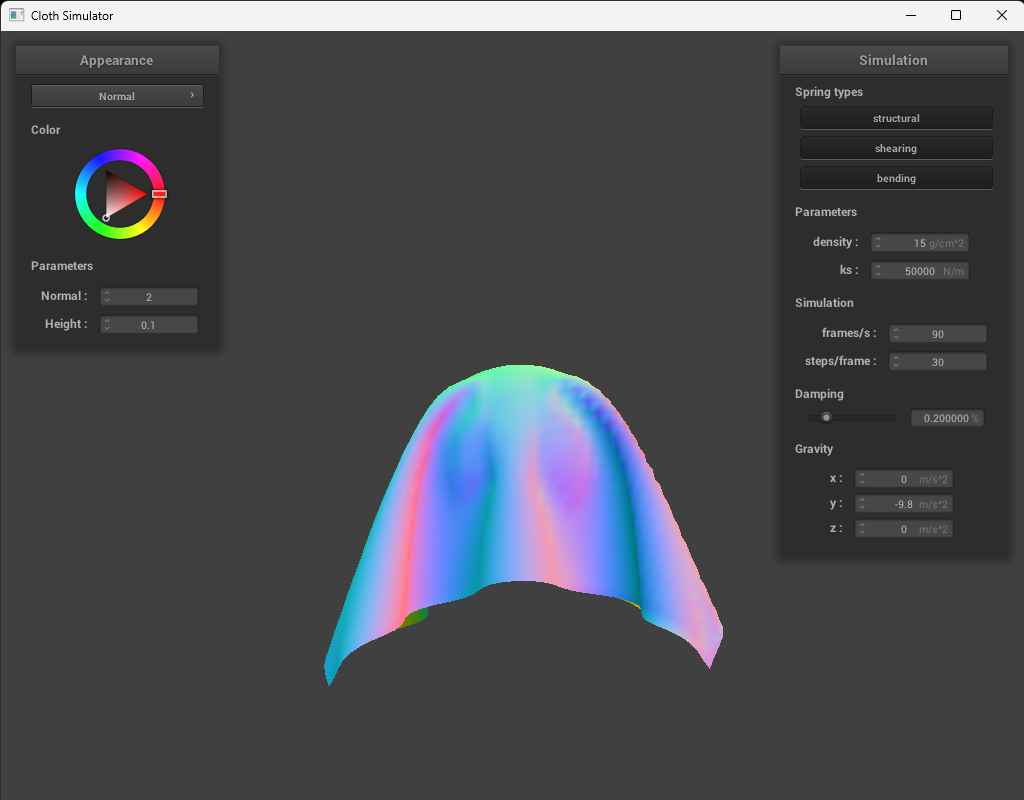 Cloth Simulator
Appearance
Normal
Color
Parameters
Normal : 2
Height : 0.1
Simulation
Spring types
structural
shearing
bending
Parameters
density : 15 g/cm^2
ks : 50000 N/m
Simulation
frames/s : 90
steps/frame : 30
Damping
0.200000 %
Gravity
x : 0 m/s^2
y : -9.8 m/s^2
z : 0 m/s^2